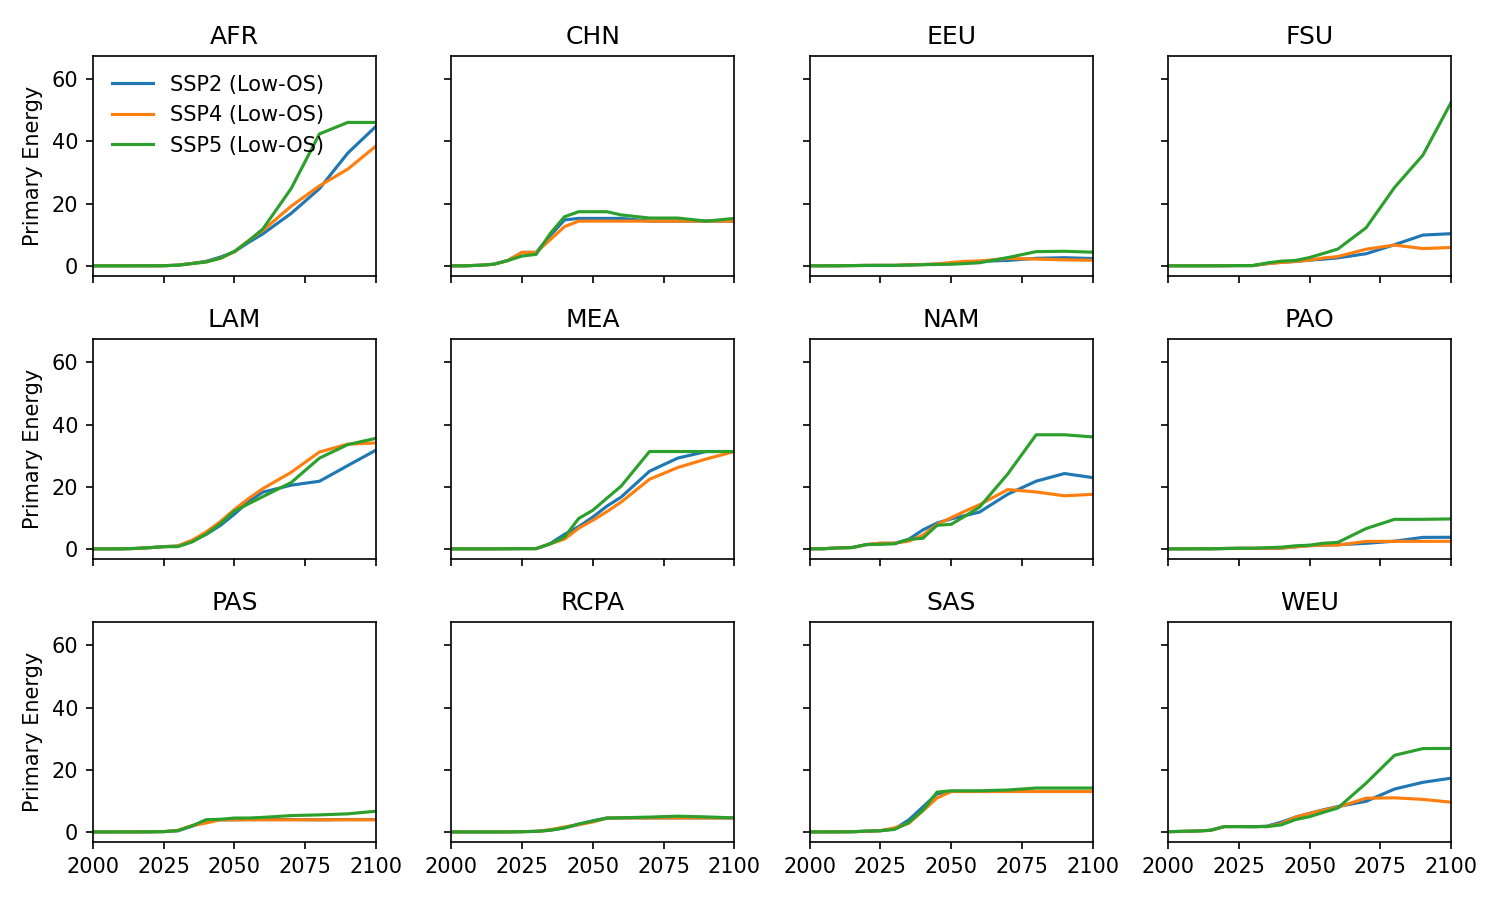 AFR
CHN
EEU
FSU
Primary Energy
60
40
20
0
SSP2 (Low-OS)
SSP4 (Low-OS)
SSP5 (Low-OS)
LAM
MEA
NAM
PAO
Primary Energy
60
40
20
0
PAS
RCPA
SAS
WEU
Primary Energy
60
40
20
0
2000 2025 2050 2075 2100
2000 2025 2050 2075 2100
2000 2025 2050 2075 2100
2000 2025 2050 2075 2100